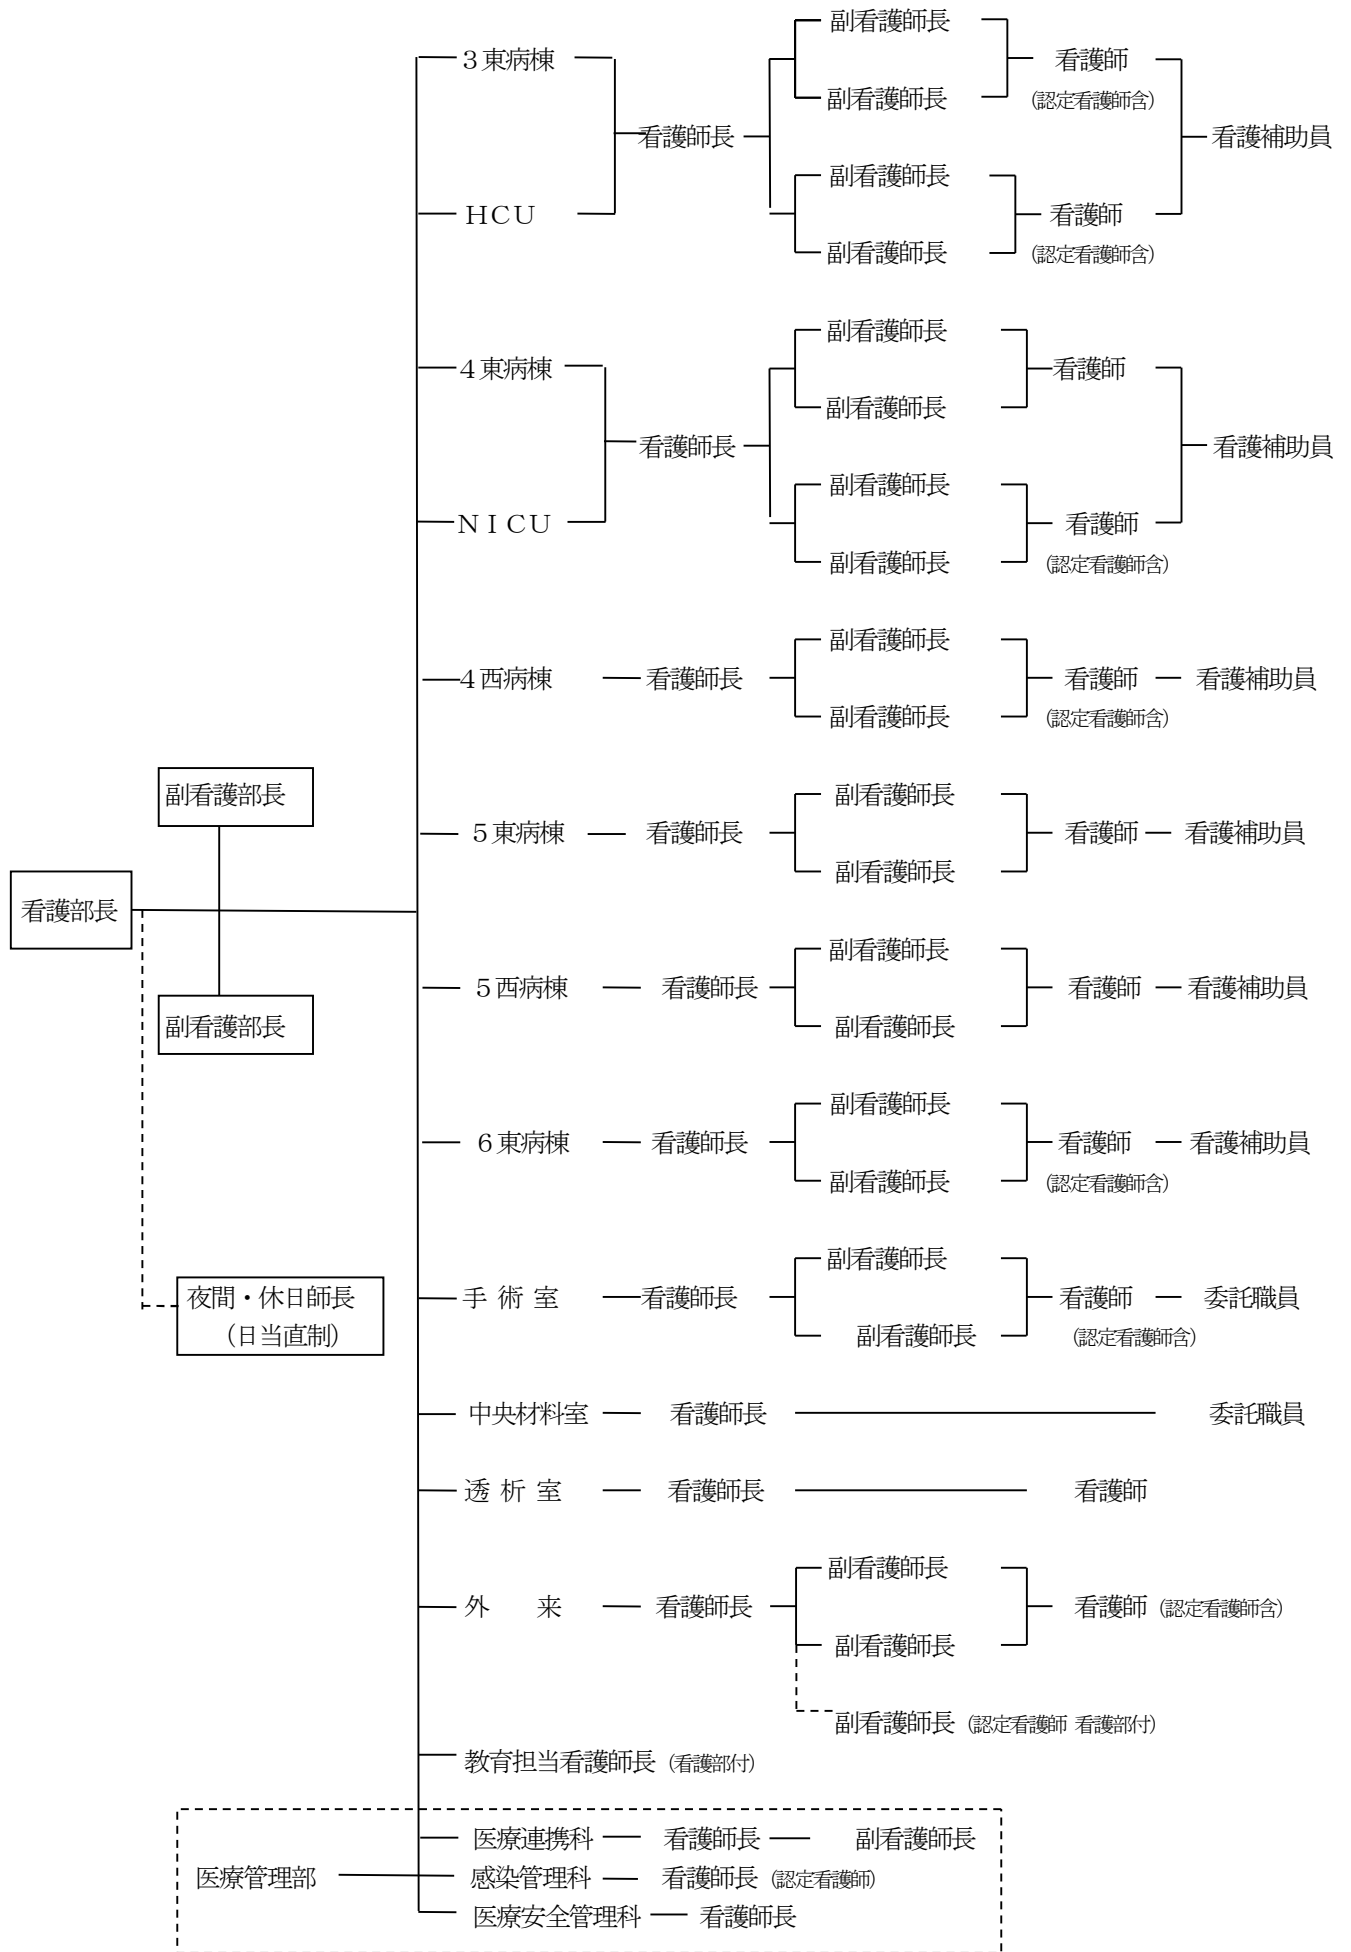 副看護師長
３東病棟
看護師
副看護師長
(認定看護師含)
看護師長
看護補助員
副看護師長
ＨＣＵ
看護師
副看護師長
(認定看護師含)
副看護師長
４東病棟
看護師
副看護師長
看護師長
看護補助員
副看護師長
ＮＩＣＵ
看護師
副看護師長
(認定看護師含)
副看護師長
４西病棟 看護師長 看護師 看護補助員
副看護師長
(認定看護師含)
副看護部長
副看護師長
５東病棟 看護師長 看護師 看護補助員
副看護師長
看護部長
副看護師長
５西病棟 看護師長 看護師 看護補助員
副看護部長
副看護師長
副看護師長
６東病棟 看護師長 看護師 看護補助員
副看護師長
(認定看護師含)
副看護師長
夜間・休日師長
（日当直制）
手 術 室 看護師長 看護師 委託職員
副看護師長
(認定看護師含)
中央材料室 看護師長 委託職員
透 析 室 看護師長 看護師
副看護師長
外　　来 看護師長 看護師 (認定看護師含)
副看護師長
副看護師長 (認定看護師 看護部付)
教育担当看護師長 (看護部付)
医療連携科 看護師長 副看護師長
医療管理部 感染管理科 看護師長 (認定看護師)
医療安全管理科 看護師長